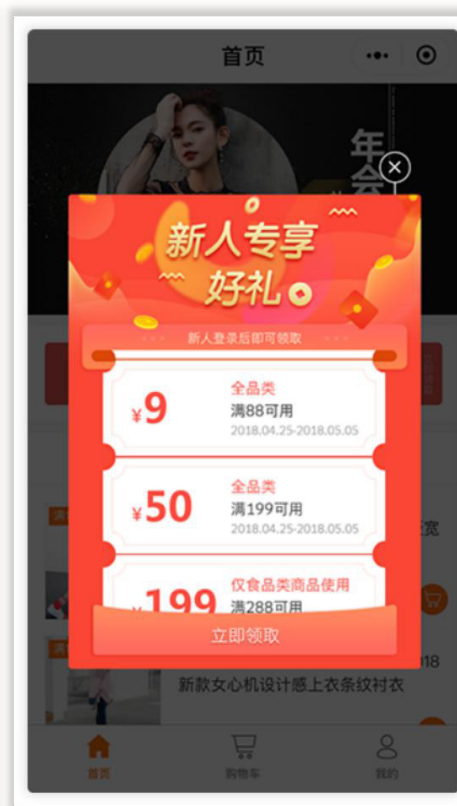 首页
年会
新人专享
好礼
新人登录后即可领取
¥9
全品类
满88可用
2018.04.25-2018.05.05
¥50
全品类
满199可用
2018.04.25-2018.05.05
¥199
仅食品类商品使用
满288可用
立即领取
宽
018
新款女心机设计感上衣条纹衬衣
首页
购物车
我的